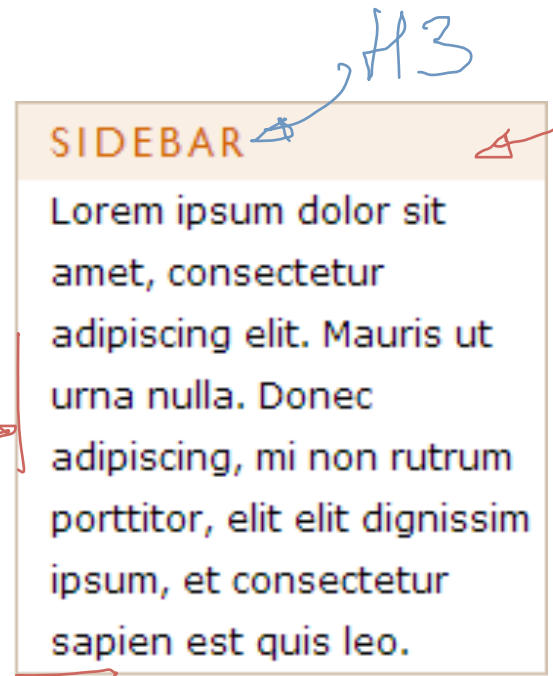 H3
SIDEBAR
Lorem ipsum dolor sit
amet, consectetur
adipiscing elit. Mauris ut
urna nulla. Donec
adipiscing, mi non rutrum
porttitor, elit elit dignissim
ipsum, et consectetur
sapien est quis leo.